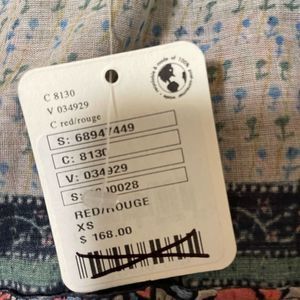 C 8130
V 034929
C red/rouge
S: 68947449
C: 8130
V: 034929
RED/ROUGE
XS
$ 168.00